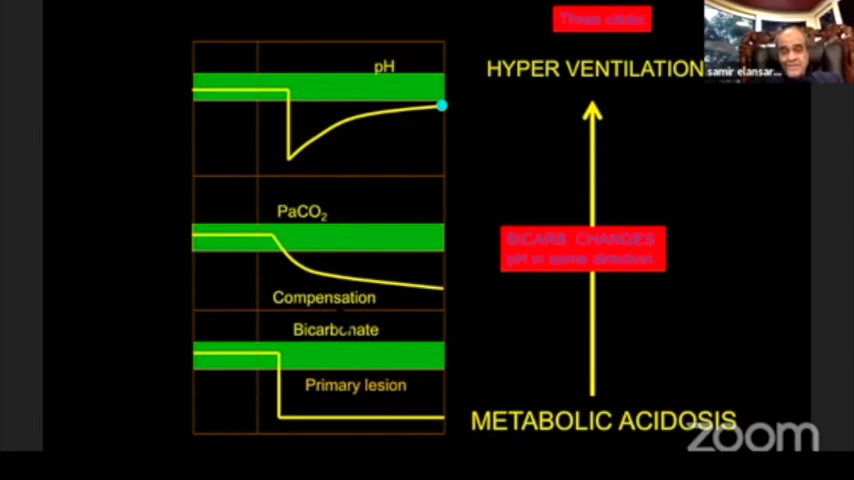 Three clicks
pH
HYPER VENTILATION
samir elansar...
PaCO₂
BICARB CHANGES
pH in same direction
Compensation
Bicarbonate
Primary lesion
METABOLIC ACIDOSIS
zoom